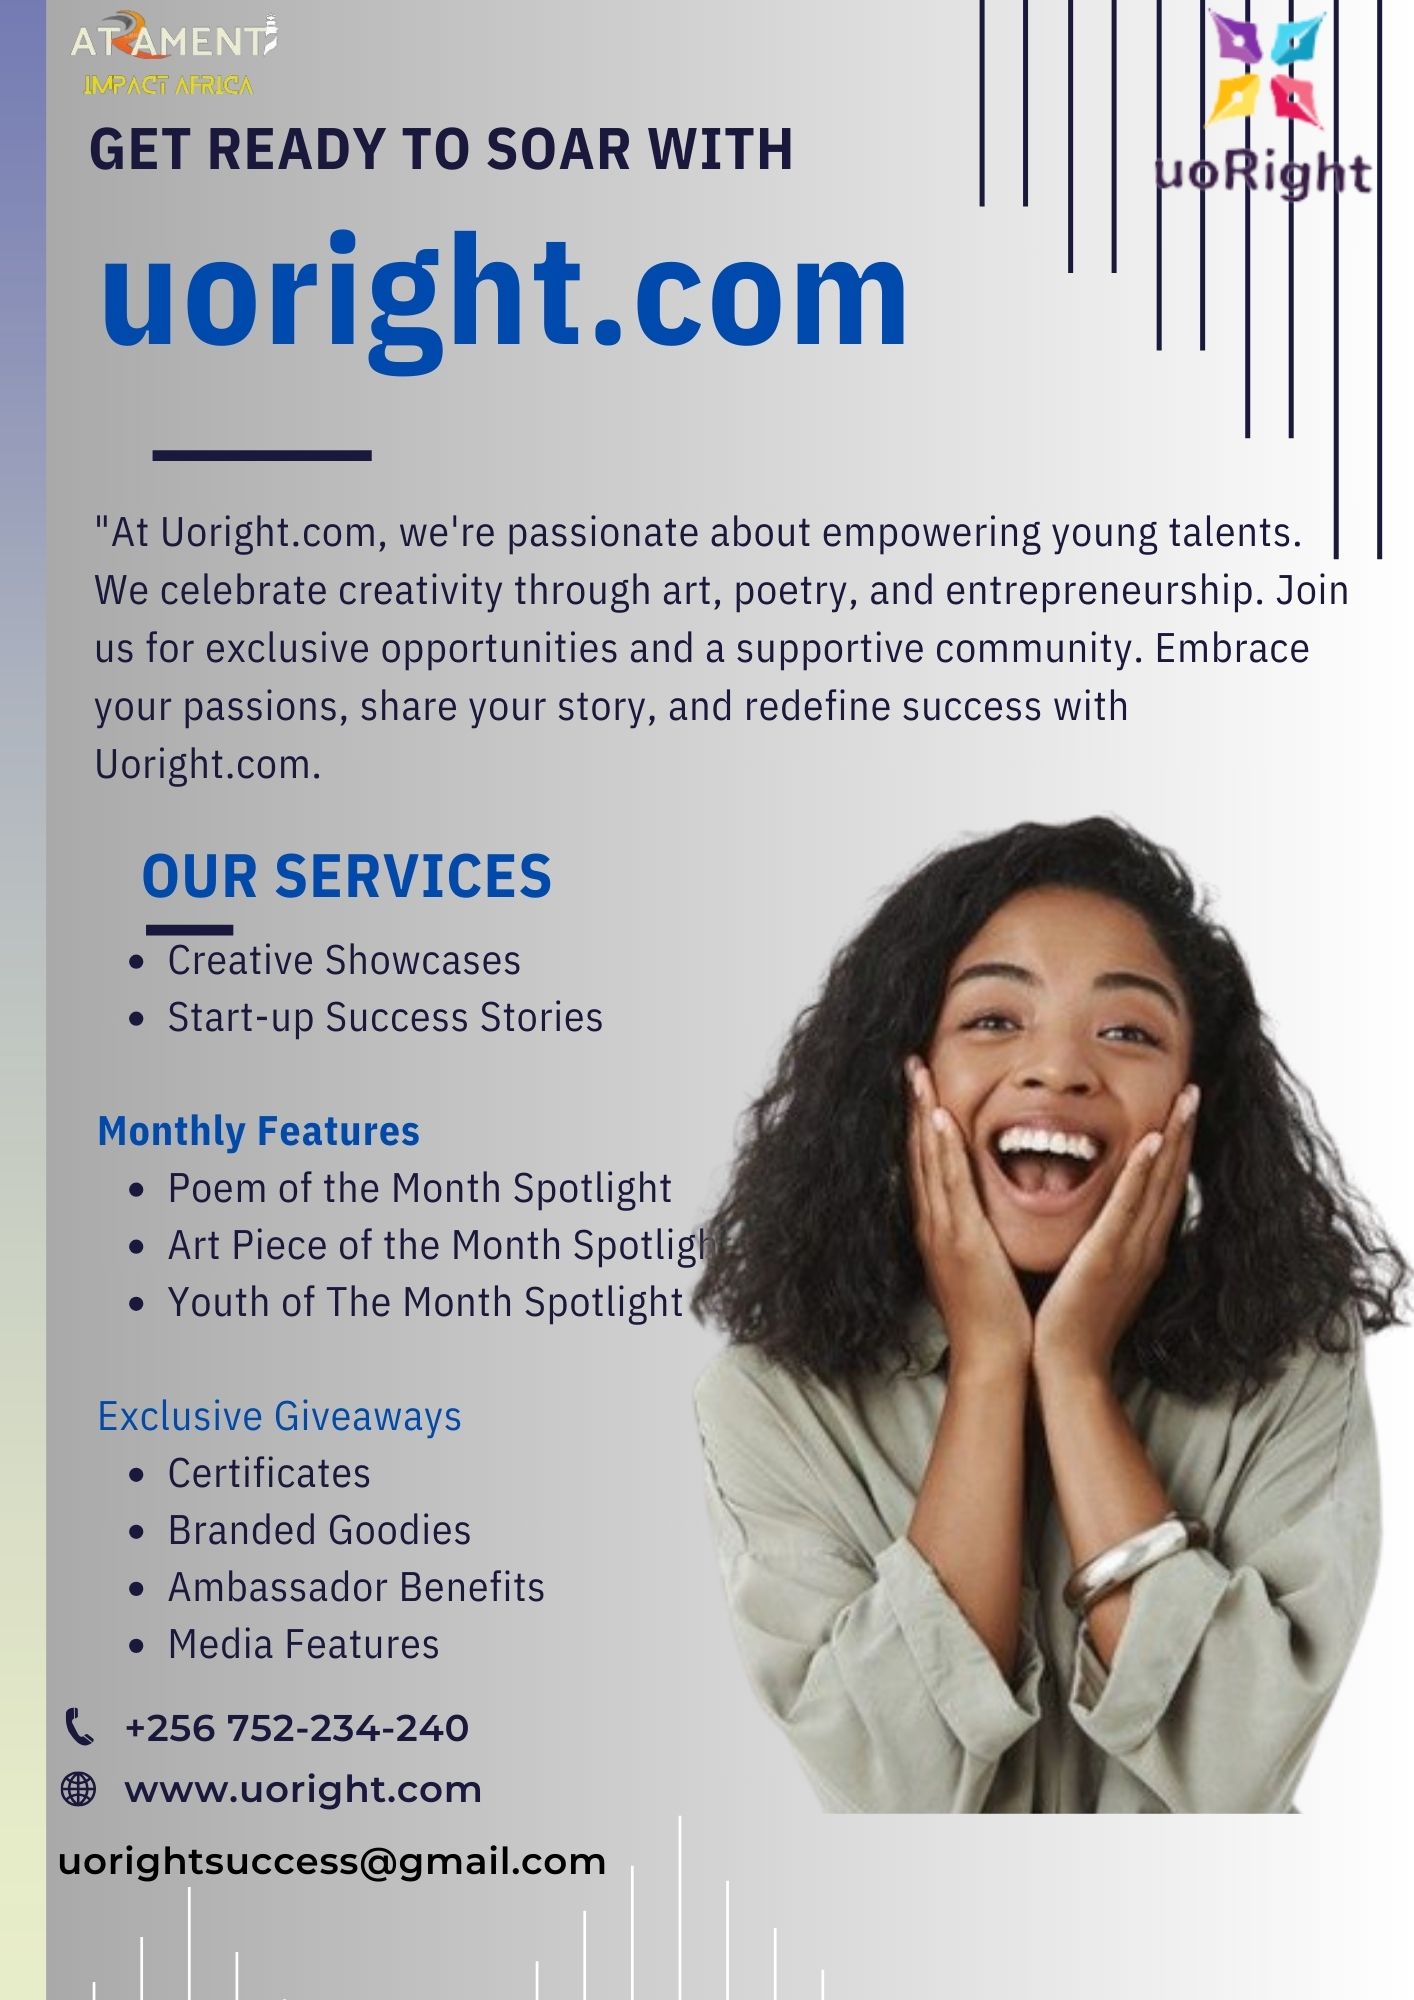 ATRAMENT
IMPACT AFRICA
uoRight
GET READY TO SOAR WITH
uoright.com
"At Uoright.com, we're passionate about empowering young talents.
We celebrate creativity through art, poetry, and entrepreneurship. Join
us for exclusive opportunities and a supportive community. Embrace
your passions, share your story, and redefine success with
Uoright.com.
OUR SERVICES
• Creative Showcases
• Start-up Success Stories
Monthly Features
• Poem of the Month Spotlight
• Art Piece of the Month Spotligh
• Youth of The Month Spotlight
Exclusive Giveaways
• Certificates
• Branded Goodies
• Ambassador Benefits
• Media Features
+256 752-234-240
www.uoright.com
uorightsuccess@gmail.com